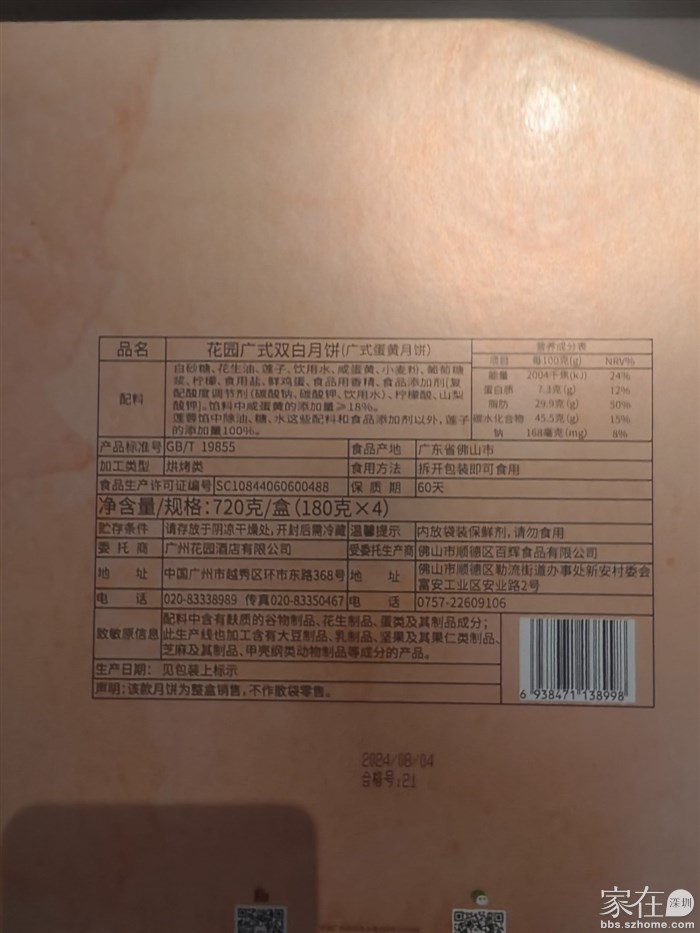 品名 花园广式双白月饼(广式蛋黄月饼)
配料 白砂糖、花生油、莲子、饮用水、咸蛋黄、小麦粉、葡萄糖
浆、柠檬、食用盐、鲜鸡蛋、食品用香精、食品添加剂[复
配酸度调节剂(碳酸钠、碳酸钾、饮用水)、柠檬酸、山梨
酸钾]。馅料中咸蛋黄的添加量≥18%。
莲蓉馅中除油、糖、水这些配料和食品添加剂以外,莲子
的添加量100%。
营养成分表
项目 每100克(g) NRV%
能量 2004千焦(kJ) 24%
蛋白质 7.3克(g) 12%
脂肪 29.9克(g) 50%
碳水化合物 45.5克(g) 15%
钠 168毫克(mg) 8%
产品标准号 GB/T 19855 食品产地 广东省佛山市
加工类型 烘烤类 食用方法 拆开包装即可食用
食品生产许可证编号 SC10844060600488 保质期 60天
净含量/规格:720克/盒(180克×4)
贮存条件 请存放于阴凉干燥处,开封后需冷藏 温馨提示 内放袋装保鲜剂,请勿食用
委托商 广州花园酒店有限公司 受委托生产商 佛山市顺德区百辉食品有限公司
地址 中国广州市越秀区环市东路368号 地址 佛山市顺德区勒流街道办事处新安村委会
富安工业区安业路2号
电话 020-83338989 传真020-83350467 电话 0757-22609106
致敏原信息 配料中含有麸质的谷物制品、花生制品、蛋类及其制品成分;
此生产线也加工含有大豆制品、乳制品、坚果及其果仁类制品、
芝麻及其制品、甲壳纲类动物制品等成分的产品。
生产日期: 见包装上标示
声明:该款月饼为整盒销售,不作散袋零售。
6 938471 138998
2024/08/04
合格号:21
家在深圳
bbs.szhome.com